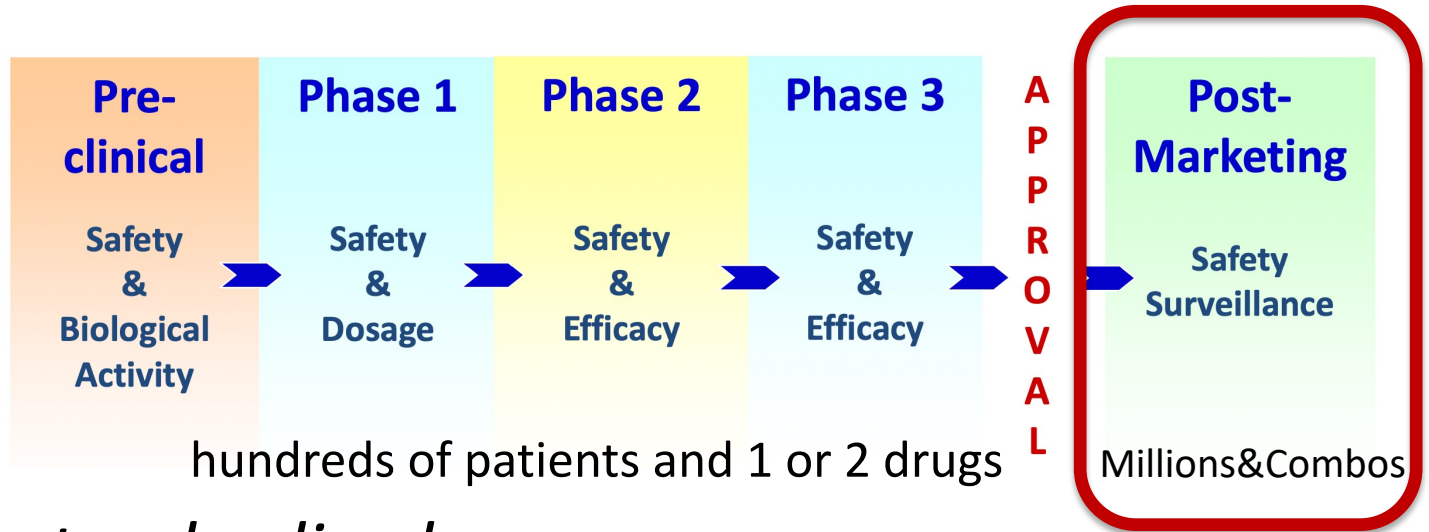 Pre-
clinical
Safety
&
Biological
Activity
Phase 1
Safety
&
Dosage
Phase 2
Safety
&
Efficacy
Phase 3
Safety
&
Efficacy
A
P
P
R
O
V
A
L
Post-
Marketing
Safety
Surveillance
hundreds of patients and 1 or 2 drugs
Millions&Combos